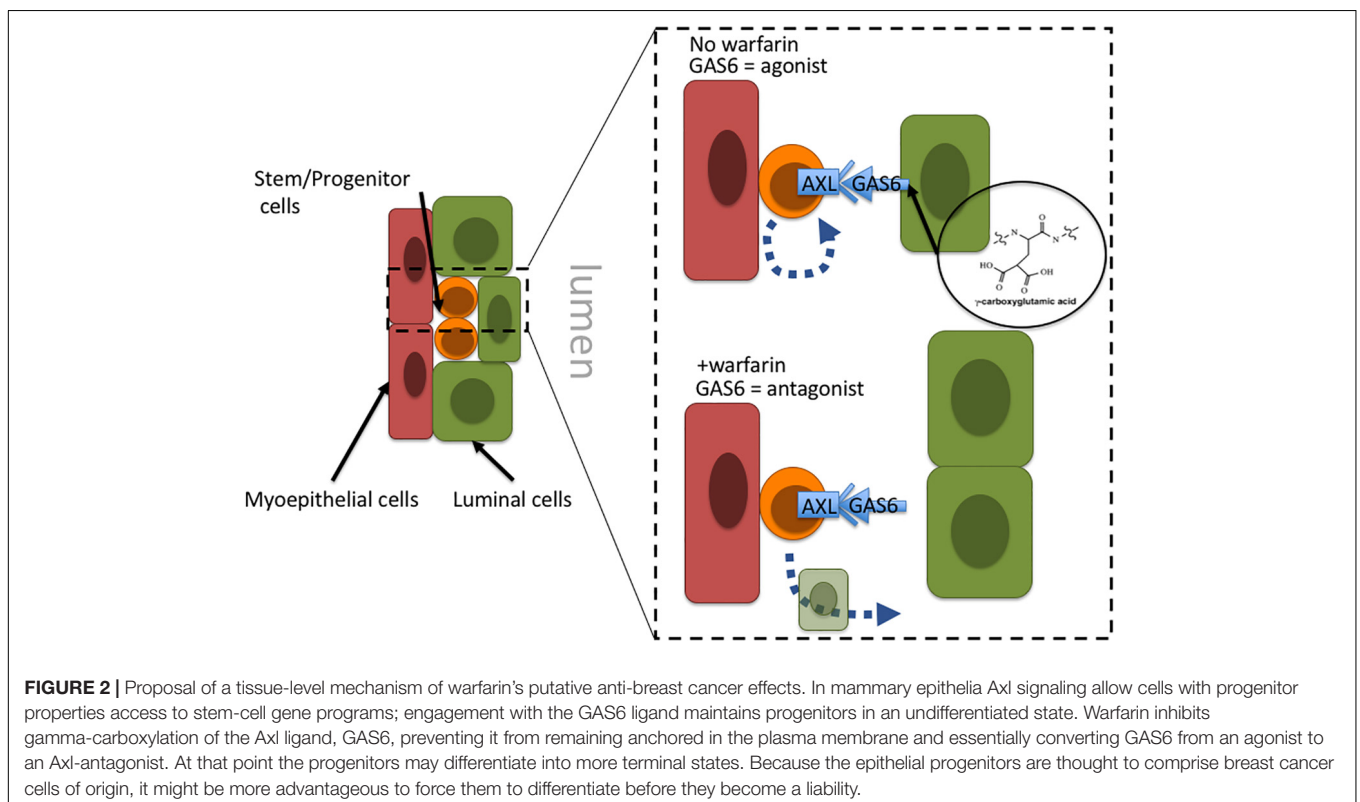 No warfarin
GAS6 = agonist
Stem/Progenitor
cells
AXL
GAS6
lumen
N
O
N
HO
OH
O
O
γ-carboxyglutamic acid
+warfarin
GAS6 = antagonist
AXL
GAS6
Myoepithelial cells
Luminal cells
FIGURE 2 | Proposal of a tissue-level mechanism of warfarin's putative anti-breast cancer effects. In mammary epithelia Axl signaling allow cells with progenitor
properties access to stem-cell gene programs; engagement with the GAS6 ligand maintains progenitors in an undifferentiated state. Warfarin inhibits
gamma-carboxylation of the Axl ligand, GAS6, preventing it from remaining anchored in the plasma membrane and essentially converting GAS6 from an agonist to
an Axl-antagonist. At that point the progenitors may differentiate into more terminal states. Because the epithelial progenitors are thought to comprise breast cancer
cells of origin, it might be more advantageous to force them to differentiate before they become a liability.